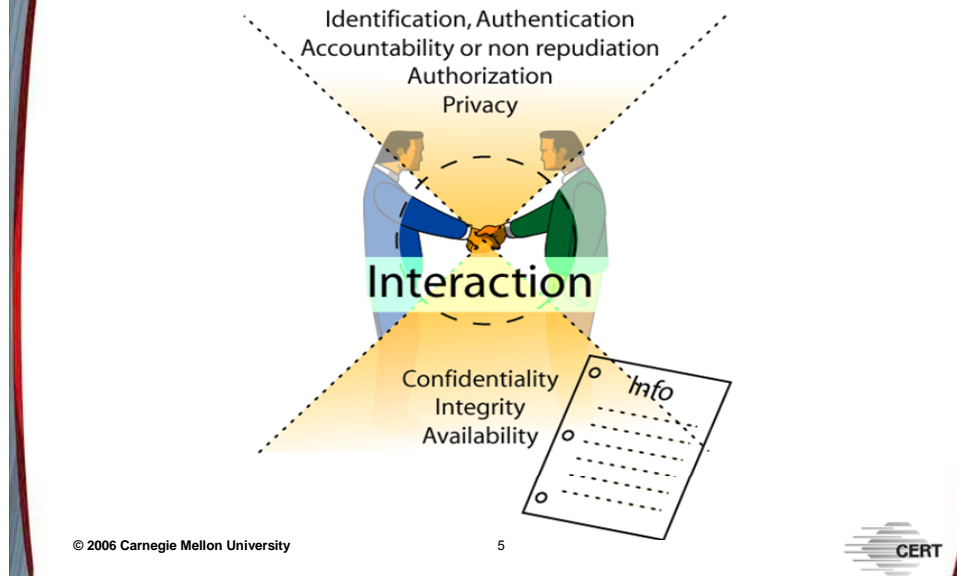 Identification, Authentication
Accountability or non repudiation
Authorization
Privacy
Interaction
Confidentiality
Integrity
Availability
Info
© 2006 Carnegie Mellon University
5
CERT